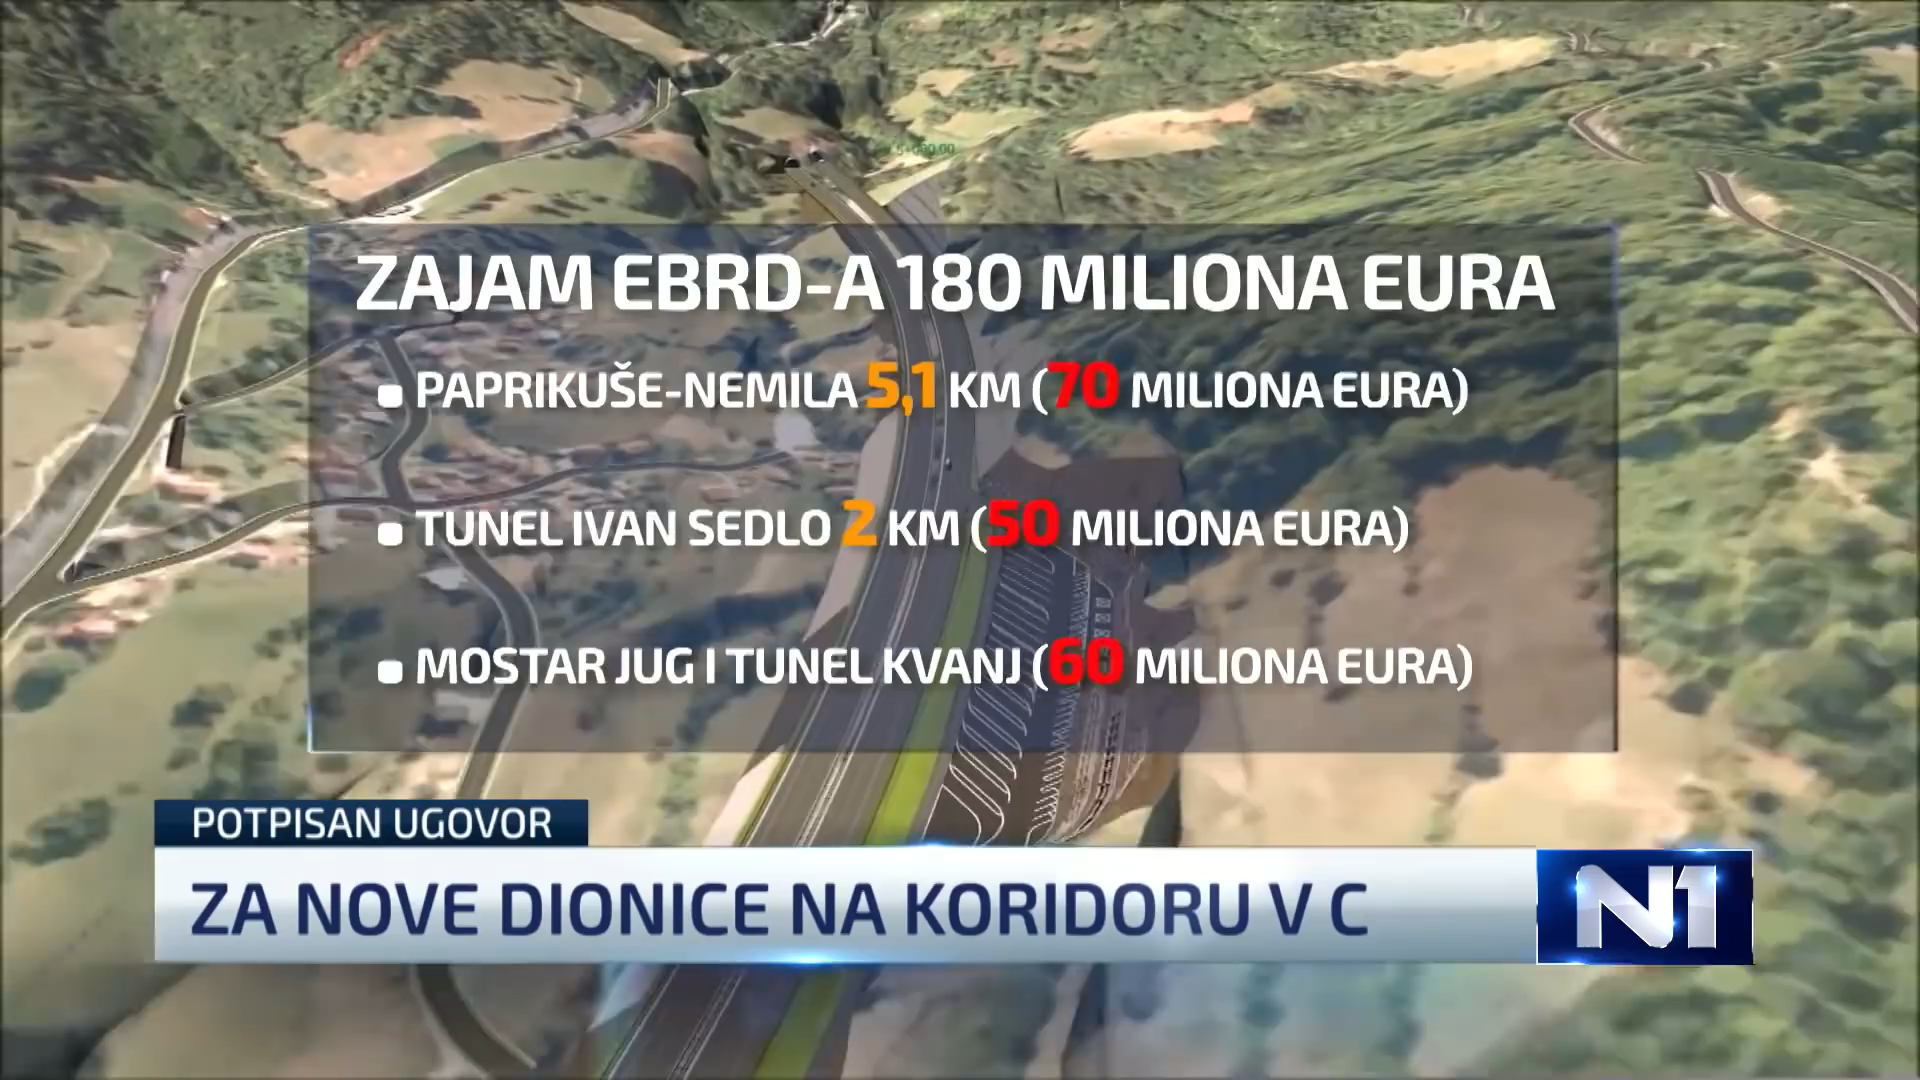 ZAJAM EBRD-A 180 MILIONA EURA
PAPRIKUŠE-NEMILA 5,1 KM (70 MILIONA EURA)
TUNEL IVAN SEDLO 2 KM (50 MILIONA EURA)
MOSTAR JUG I TUNEL KVANJ (60 MILIONA EURA)
POTPISAN UGOVOR
ZA NOVE DIONICE NA KORIDORU V C
N1